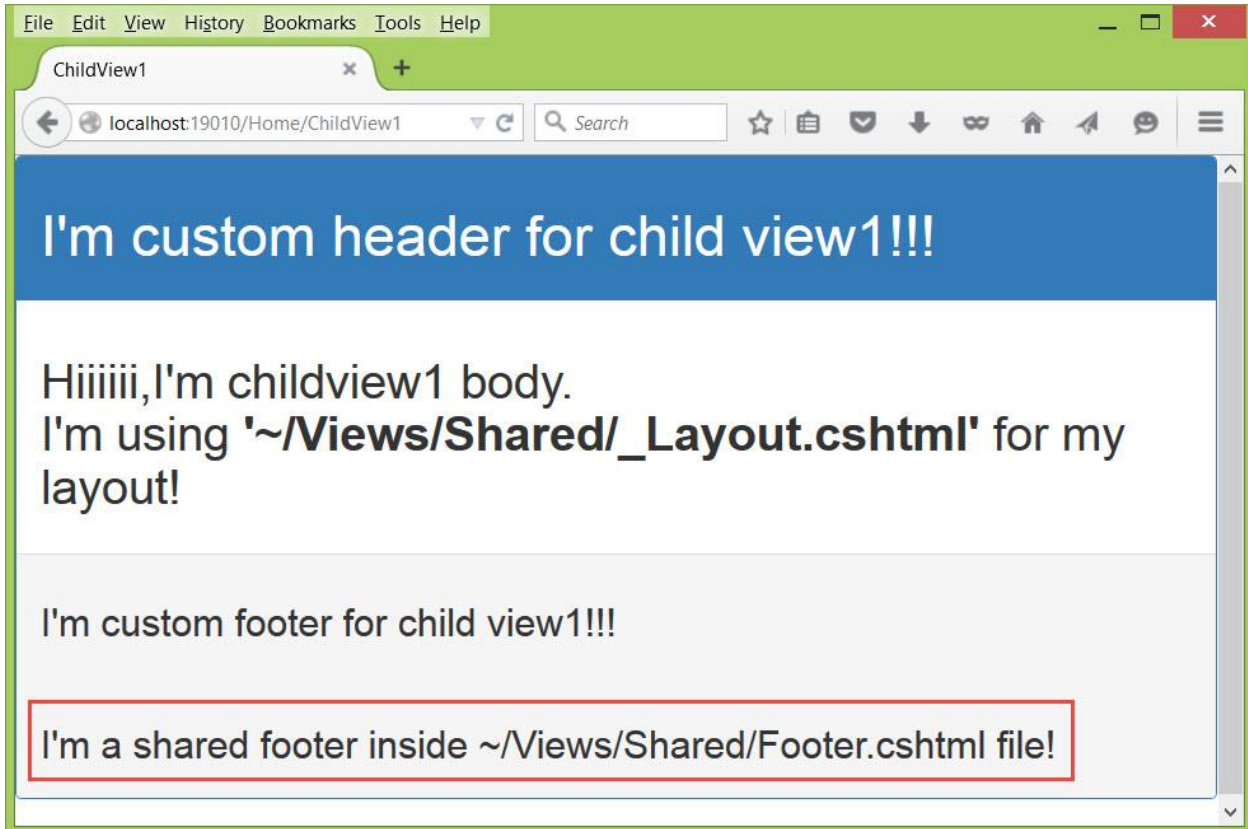 File Edit View History Bookmarks Tools Help
ChildView1
localhost:19010/Home/ChildView1 Search
I'm custom header for child view1!!!
Hiiiiii,I'm childview1 body.
I'm using '~/Views/Shared/_Layout.cshtml' for my
layout!
I'm custom footer for child view1!!!
I'm a shared footer inside ~/Views/Shared/Footer.cshtml file!